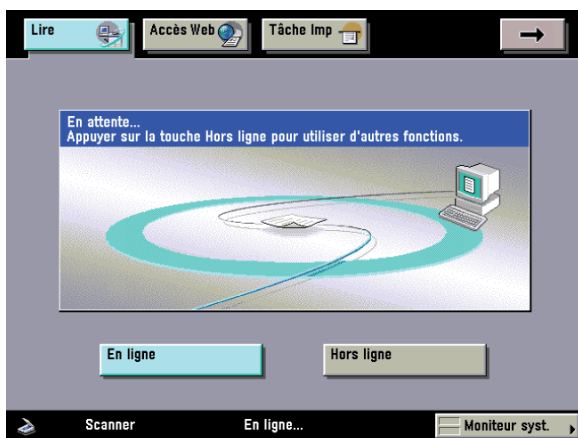 Lire
Accès Web
Tâche Imp
En attente...
Appuyer sur la touche Hors ligne pour utiliser d'autres fonctions.
En ligne
Hors ligne
Scanner
En ligne...
Moniteur syst.